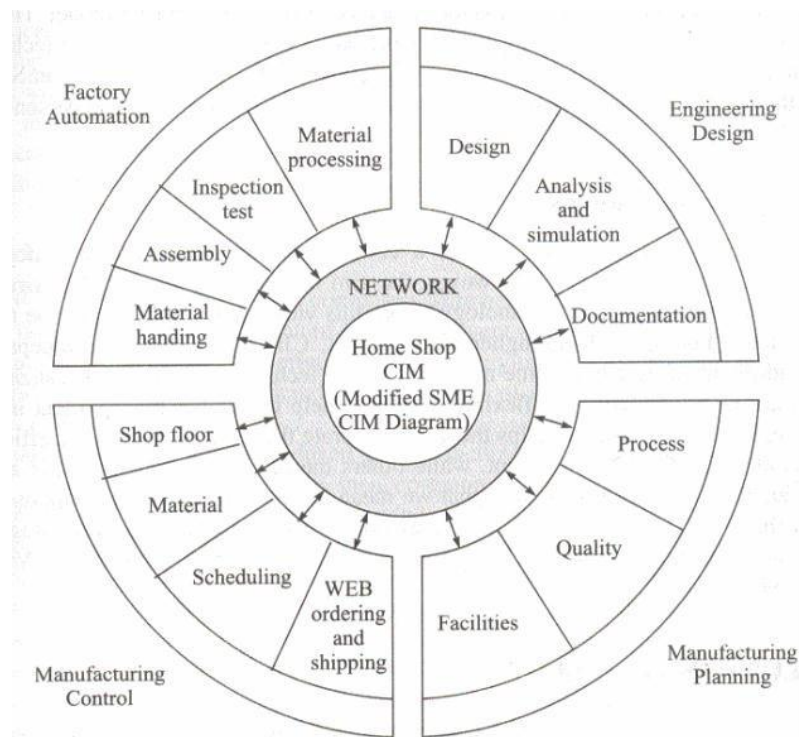 Factory
Automation
Material
processing
Inspection
test
Assembly
Material
handing
Design
Analysis
and
simulation
Documentation
Engineering
Design
NETWORK
Home Shop
CIM
(Modified SME
CIM Diagram)
Shop floor
Material
Scheduling
WEB
ordering
and
shipping
Manufacturing
Control
Process
Quality
Facilities
Manufacturing
Planning